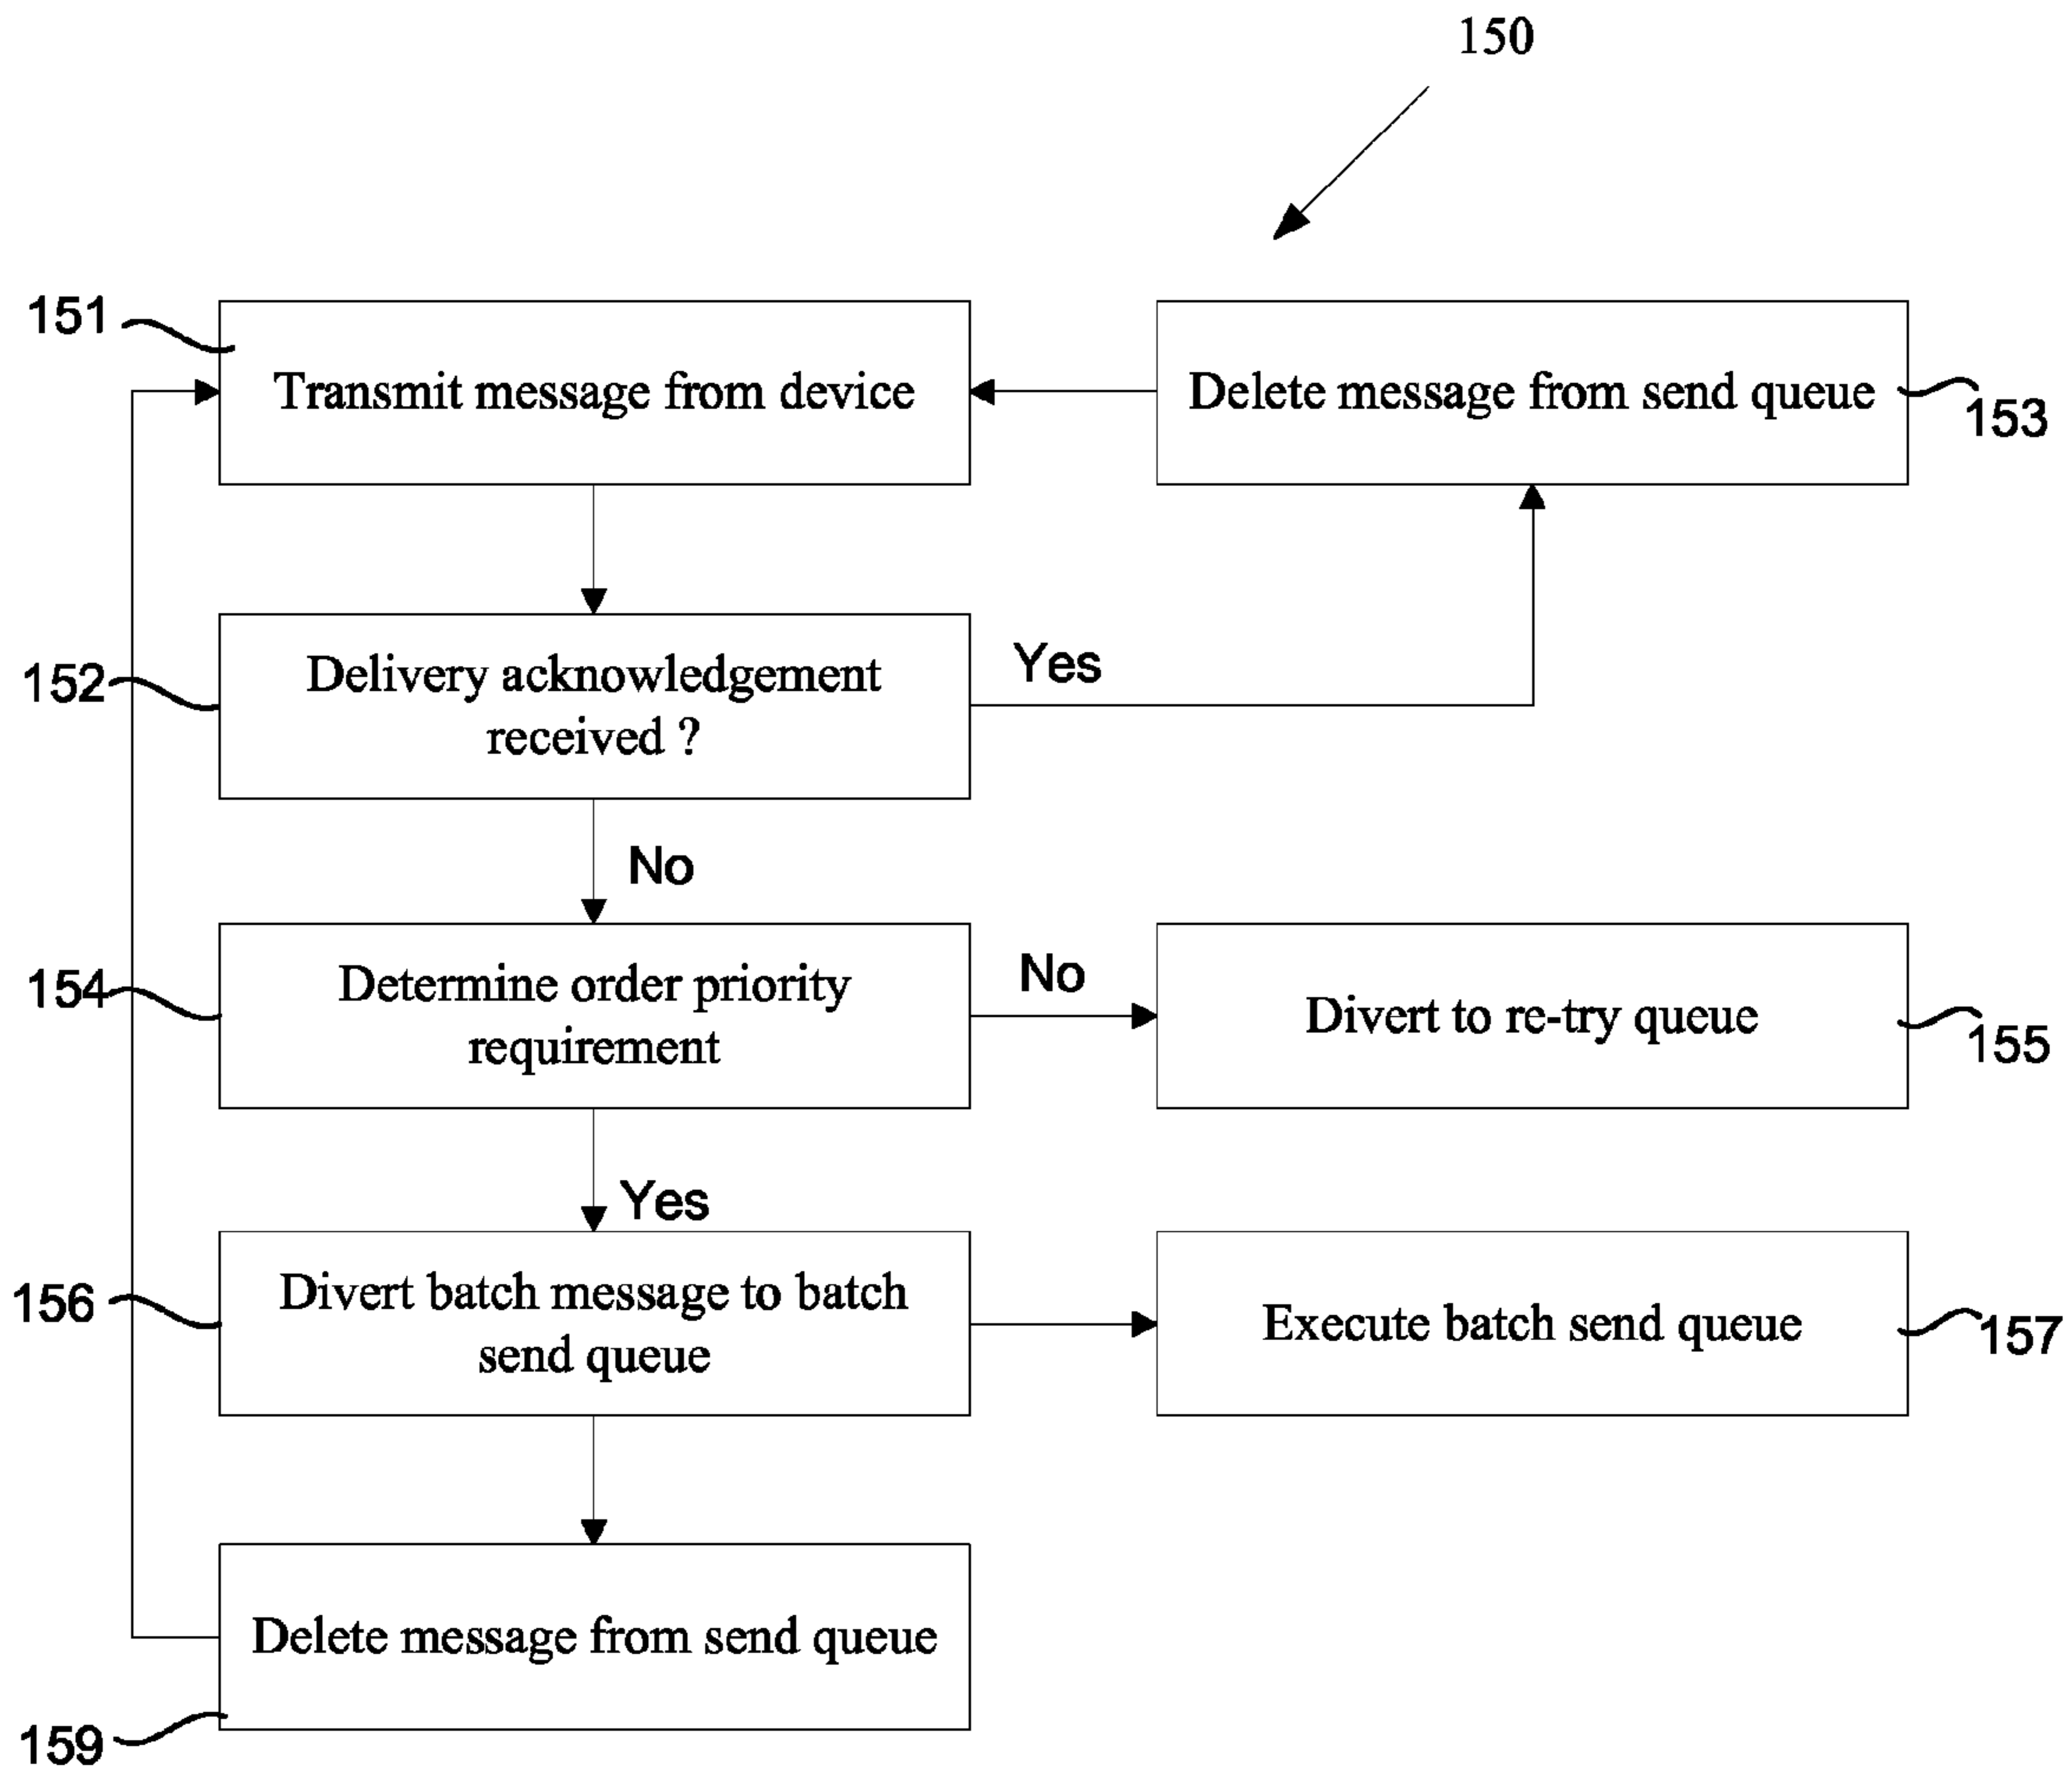 150
151
Transmit message from device
Delete message from send queue
153
152
Delivery acknowledgement
received ?
Yes
No
154
Determine order priority
requirement
No
Divert to re-try queue
155
Yes
156
Divert batch message to batch
send queue
Execute batch send queue
157
Delete message from send queue
159